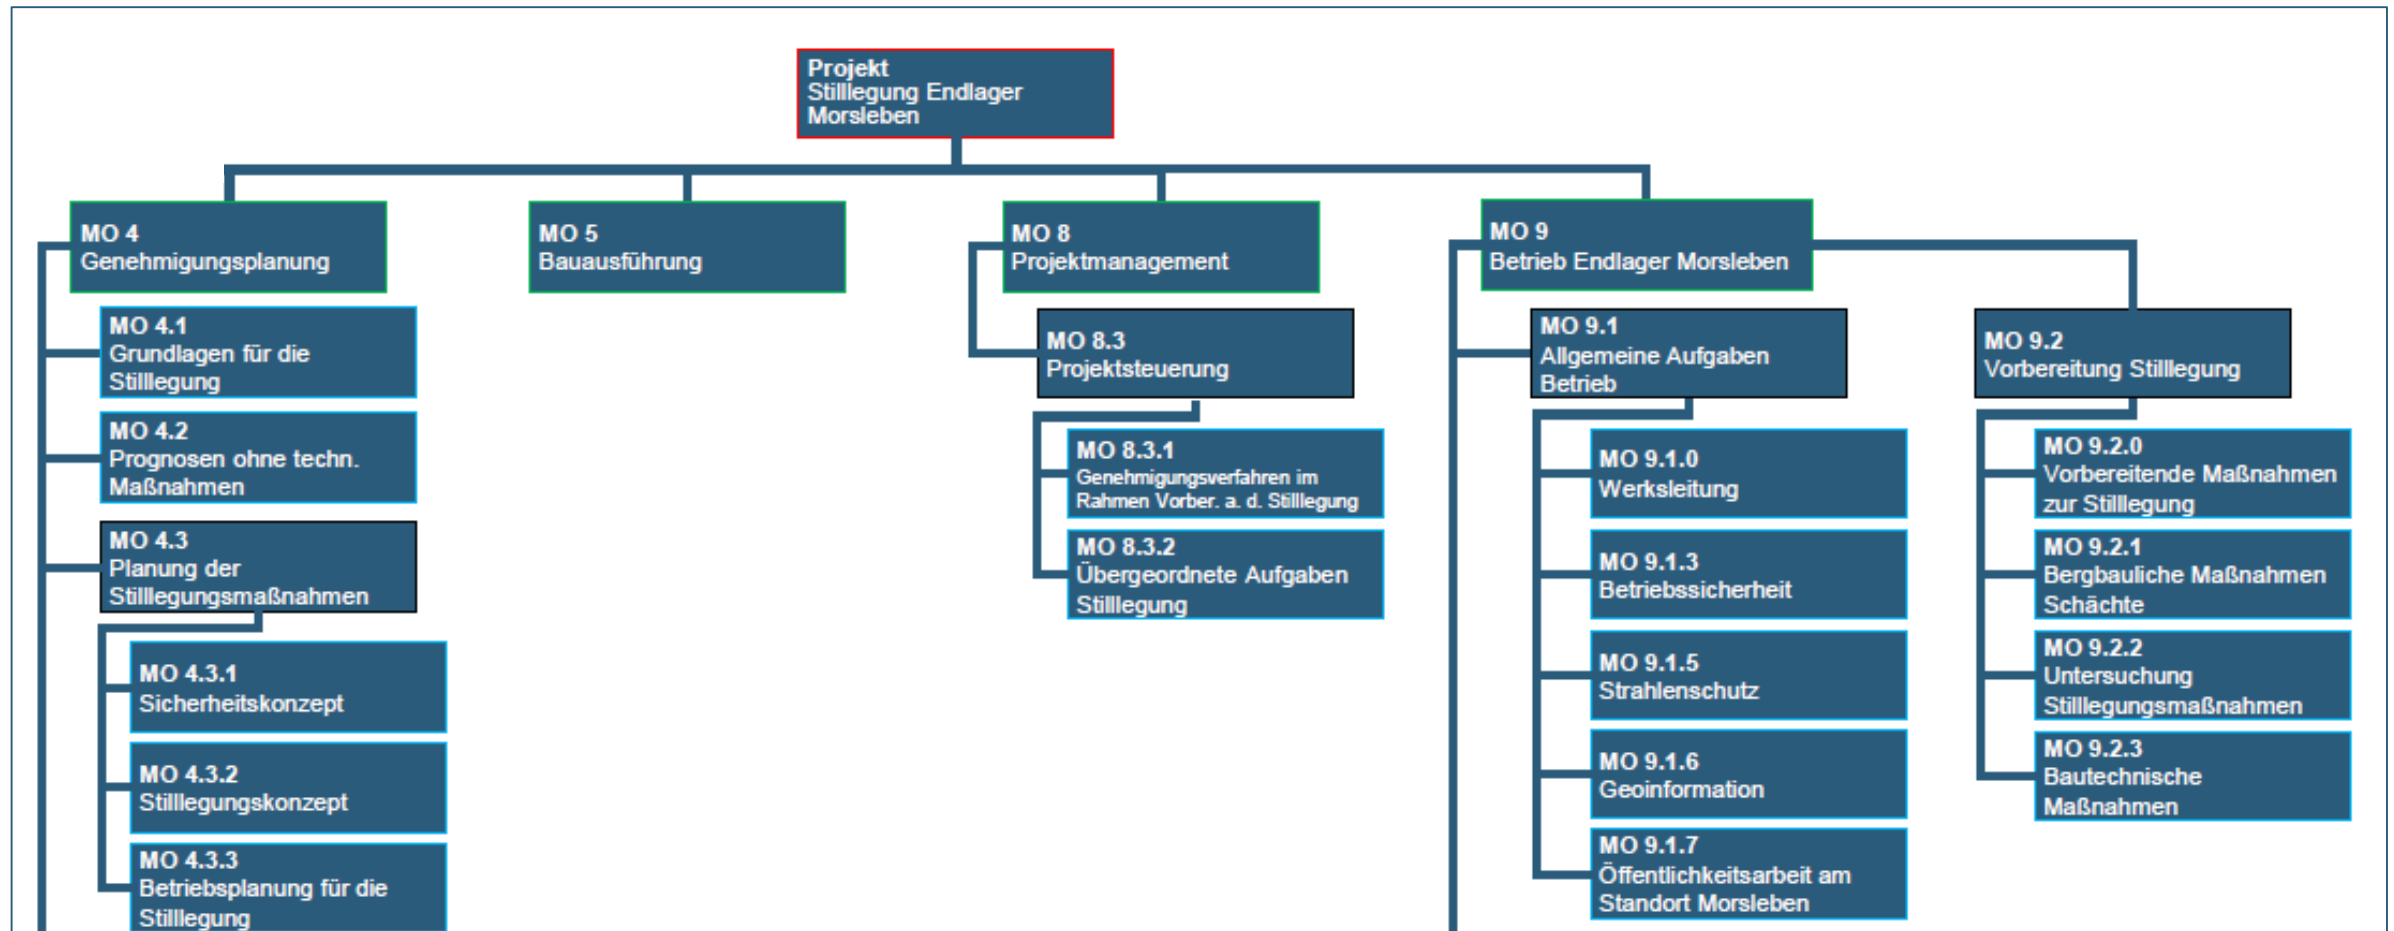 Projekt
Stilllegung Endlager
Morsleben
MO 4
Genehmigungsplanung
MO 4.1
Grundlagen für die
Stilllegung
MO 4.2
Prognosen ohne techn.
Maßnahmen
MO 4.3
Planung der
Stilllegungsmaßnahmen
MO 4.3.1
Sicherheitskonzept
MO 4.3.2
Stilllegungskonzept
MO 4.3.3
Betriebsplanung für die
Stilllegung
MO 5
Bauausführung
MO 8
Projektmanagement
MO 8.3
Projektsteuerung
MO 8.3.1
Genehmigungsverfahren im
Rahmen Vorber. a. d. Stilllegung
MO 8.3.2
Übergeordnete Aufgaben
Stilllegung
MO 9
Betrieb Endlager Morsleben
MO 9.1
Allgemeine Aufgaben
Betrieb
MO 9.1.0
Werksleitung
MO 9.1.3
Betriebssicherheit
MO 9.1.5
Strahlenschutz
MO 9.1.6
Geoinformation
MO 9.1.7
Öffentlichkeitsarbeit am
Standort Morsleben
MO 9.2
Vorbereitung Stilllegung
MO 9.2.0
Vorbereitende Maßnahmen
zur Stilllegung
MO 9.2.1
Bergbauliche Maßnahmen
Schächte
MO 9.2.2
Untersuchung
Stilllegungsmaßnahmen
MO 9.2.3
Bautechnische
Maßnahmen